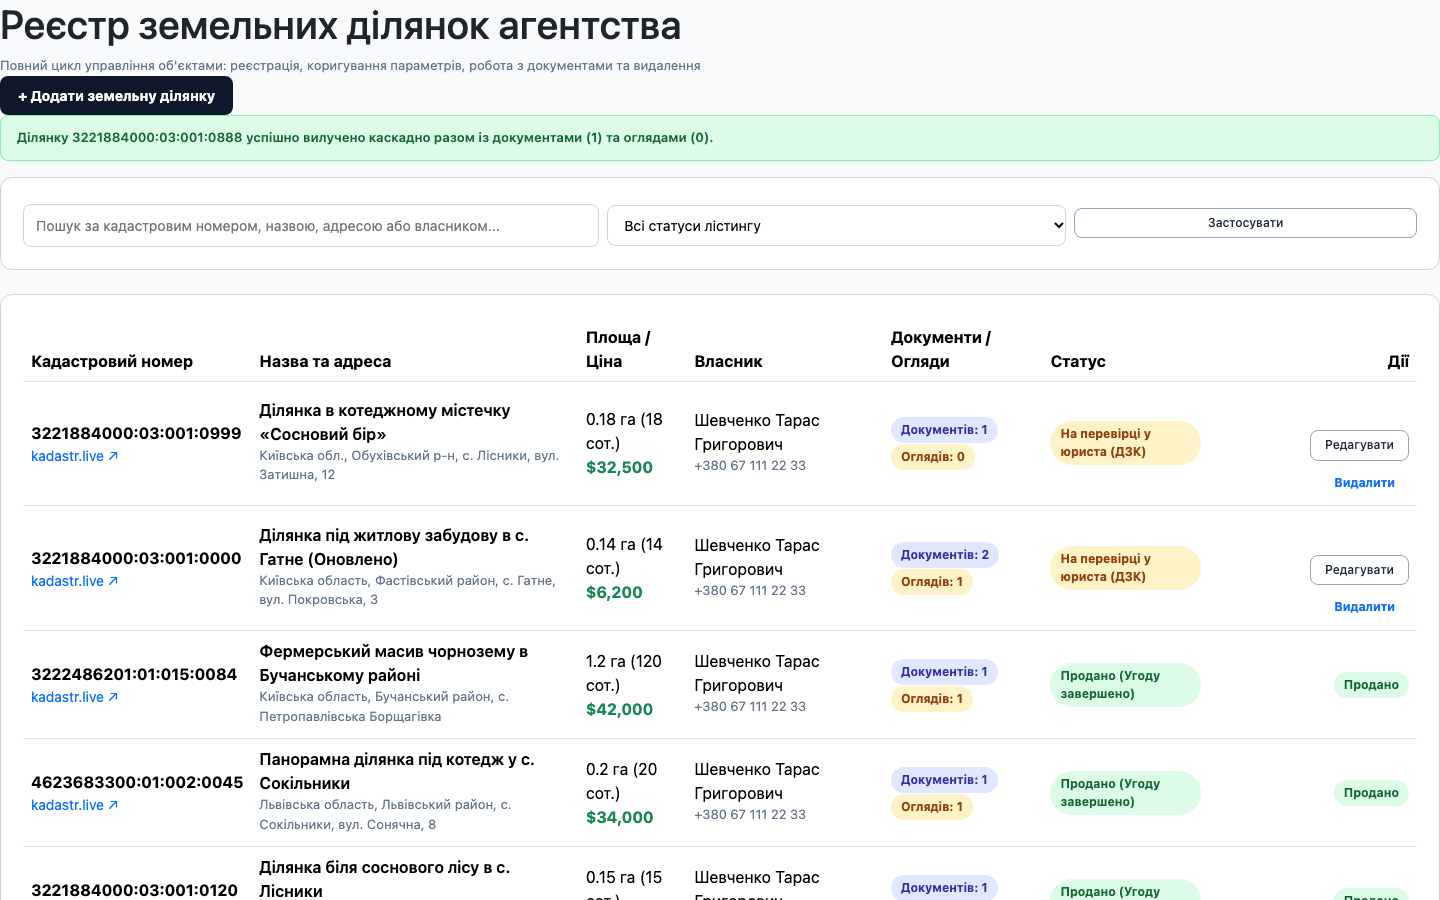 Реєстр земельних ділянок агентства
Повний цикл управління об'єктами: реєстрація, коригування параметрів, робота з документами та видалення
+ Додати земельну ділянку
Ділянку 3221884000:03:001:0888 успішно вилучено каскадно разом із документами (1) та оглядами (0).
Пошук за кадастровим номером, назвою, адресою або власником...
Всі статуси лістингу
Застосувати
Кадастровий номер
Назва та адреса
Площа /
Ціна
Власник
Документи /
Огляди
Статус
Дії
3221884000:03:001:0999
kadastr.live ↗
Ділянка в котеджному містечку
«Сосновий бір»
Київська обл., Обухівський р-н, с. Лісники, вул.
Затишна, 12
0.18 га (18
сот.)
$32,500
Шевченко Тарас
Григорович
+380 67 111 22 33
Документів: 1
Оглядів: 0
На перевірці у
юриста (ДЗК)
Редагувати
Видалити
3221884000:03:001:0000
kadastr.live ↗
Ділянка під житлову забудову в с.
Гатне (Оновлено)
Київська область, Фастівський район, с. Гатне,
вул. Покровська, 3
0.14 га (14
сот.)
$6,200
Шевченко Тарас
Григорович
+380 67 111 22 33
Документів: 2
Оглядів: 1
На перевірці у
юриста (ДЗК)
Редагувати
Видалити
3222486201:01:015:0084
kadastr.live ↗
Фермерський масив чорнозему в
Бучанському районі
Київська область, Бучанський район, с.
Петропавлівська Борщагівка
1.2 га (120
сот.)
$42,000
Шевченко Тарас
Григорович
+380 67 111 22 33
Документів: 1
Оглядів: 1
Продано (Угоду
завершено)
Продано
4623683300:01:002:0045
kadastr.live ↗
Панорамна ділянка під котедж у с.
Сокільники
Львівська область, Львівський район, с.
Сокільники, вул. Сонячна, 8
0.2 га (20
сот.)
$34,000
Шевченко Тарас
Григорович
+380 67 111 22 33
Документів: 1
Оглядів: 1
Продано (Угоду
завершено)
Продано
3221884000:03:001:0120
Ділянка біля соснового лісу в с.
Лісники
0.15 га (15
сот.)
Шевченко Тарас
Григорович
Документів: 1
Продано (Угоду
Продано